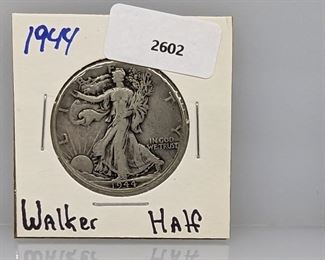 1944
2602
LIBERTY
IN GOD
WE TRUST
1944
Walker Half